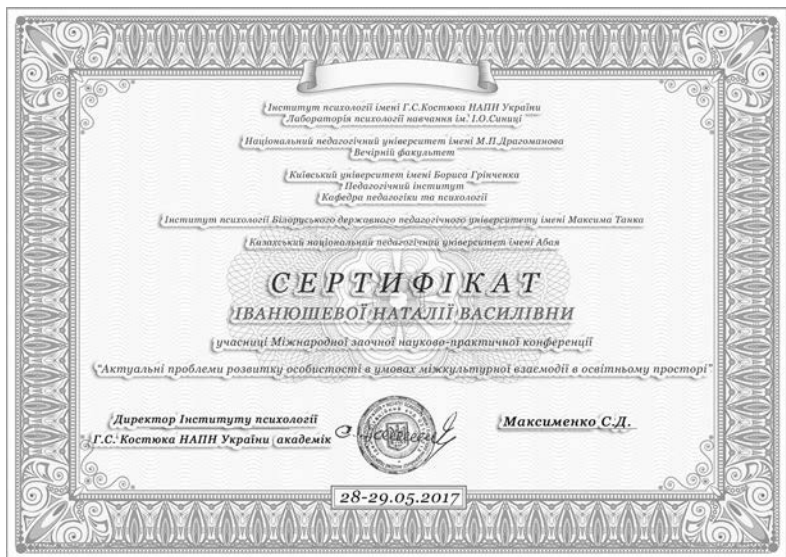 Інститут психології імені Г.С.Костюка НАПН України
Лабораторія психології навчання ім. І.О.Синиці
Національний педагогічний університет імені М.П.Драгоманова
Вечірній факультет
Київський університет імені Бориса Грінченка
Педагогічний інститут
Кафедра педагогіки та психології
Інститут психології Білоруського державного педагогічного університету імені Максима Танка
Казахський національний педагогічний університет імені Абая
СЕРТИФІКАТ
ІВАНЮШЕВОЇ НАТАЛІЇ ВАСИЛІВНИ
учасниці Міжнародної заочної науково-практичної конференції
"Актуальні проблеми розвитку особистості в умовах міжкультурної взаємодії в освітньому просторі"
Директор Інституту психології
Г.С. Костюка НАПН України академік
Максименко С.Д.
28-29.05.2017